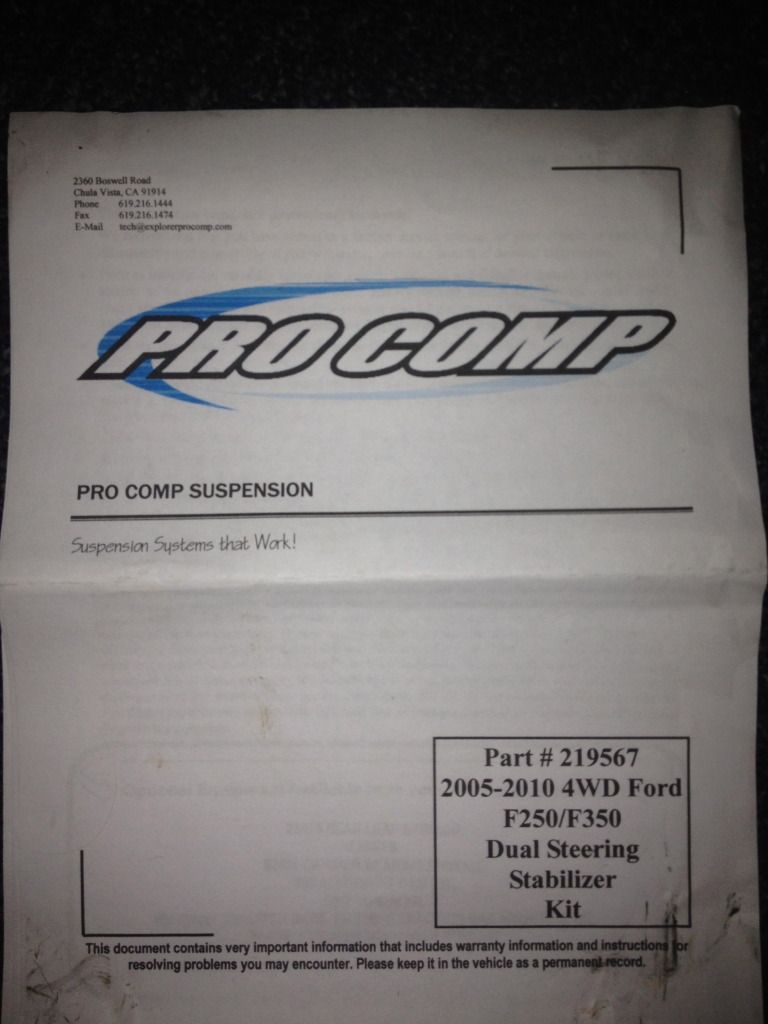 2360 Boswell Road
Chula Vista, CA 91914
Phone 619.216.1444
Fax 619.216.1474
E-Mail tech@explorerprocomp.com
PRO COMP
PRO COMP SUSPENSION
Suspension Systems that Work!
Part # 219567
2005-2010 4WD Ford
F250/F350
Dual Steering
Stabilizer
Kit
This document contains very important information that includes warranty information and instructions for
resolving problems you may encounter. Please keep it in the vehicle as a permanent record.